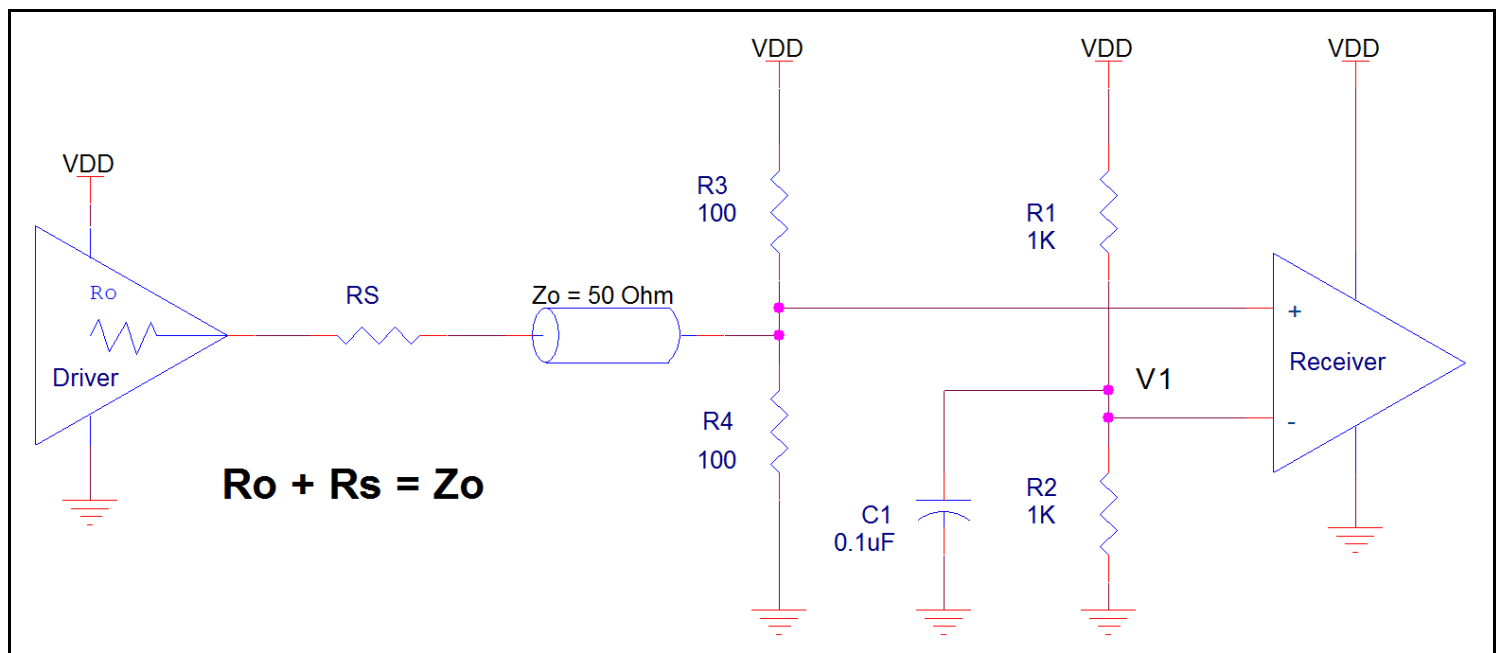 VDD
VDD
VDD
VDD
Ro
Driver
RS
Zo = 50 Ohm
R3
100
R1
1K
+
Receiver
-
V1
R4
100
Ro + Rs = Zo
C1
0.1uF
R2
1K